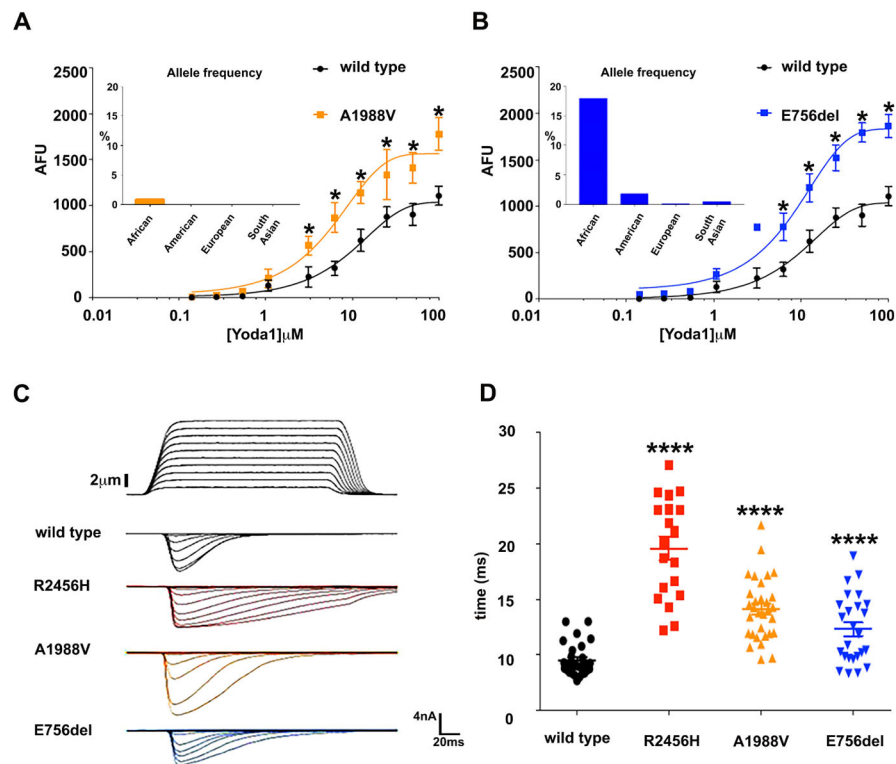 A
2500
2000
1500
1000
500
0
AFU
Allele frequency
20
15
10
5
0
%
African
American
European
South
Asian
wild type
A1988V
*
*
*
*
*
*
0.01
0.1
1
10
100
[Yoda1]μM
B
2500
2000
1500
1000
500
0
AFU
Allele frequency
20
15
10
5
0
%
African
American
European
South
Asian
wild type
E756del
*
*
*
*
*
0.01
0.1
1
10
100
[Yoda1]μM
C
2μm
wild type
R2456H
A1988V
E756del
4nA
20ms
D
30
25
20
15
10
0
time (ms)
****
****
****
wild type
R2456H
A1988V
E756del